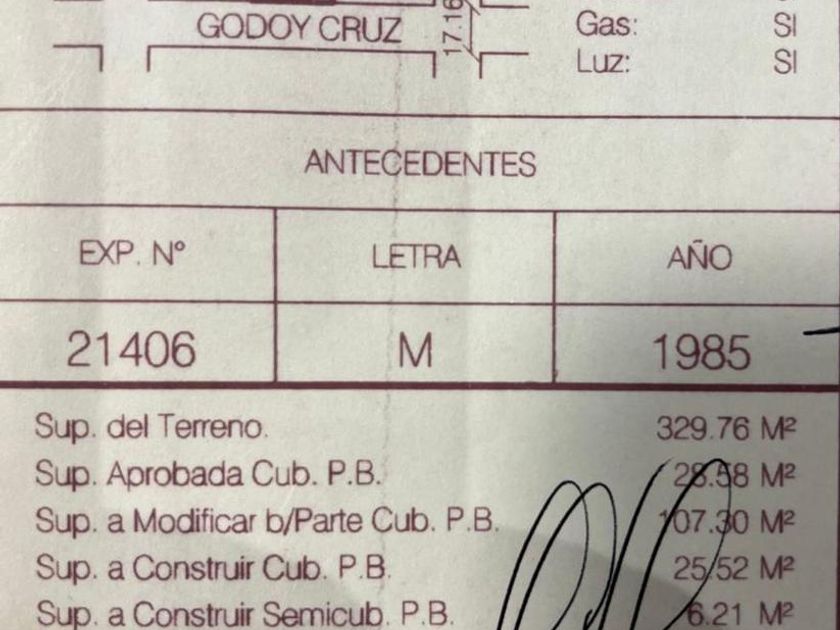 GODOY CRUZ
17.16
Gas: SI
Luz: SI
ANTECEDENTES
EXP. Nº LETRA AÑO
21406 M 1985
Sup. del Terreno. 329.76 M²
Sup. Aprobada Cub. P.B. 28.58 M²
Sup. a Modificar b/Parte Cub. P.B. 107.30 M²
Sup. a Construir Cub. P.B. 25.52 M²
Sup. a Construir Semicub. P.B. 6.21 M²